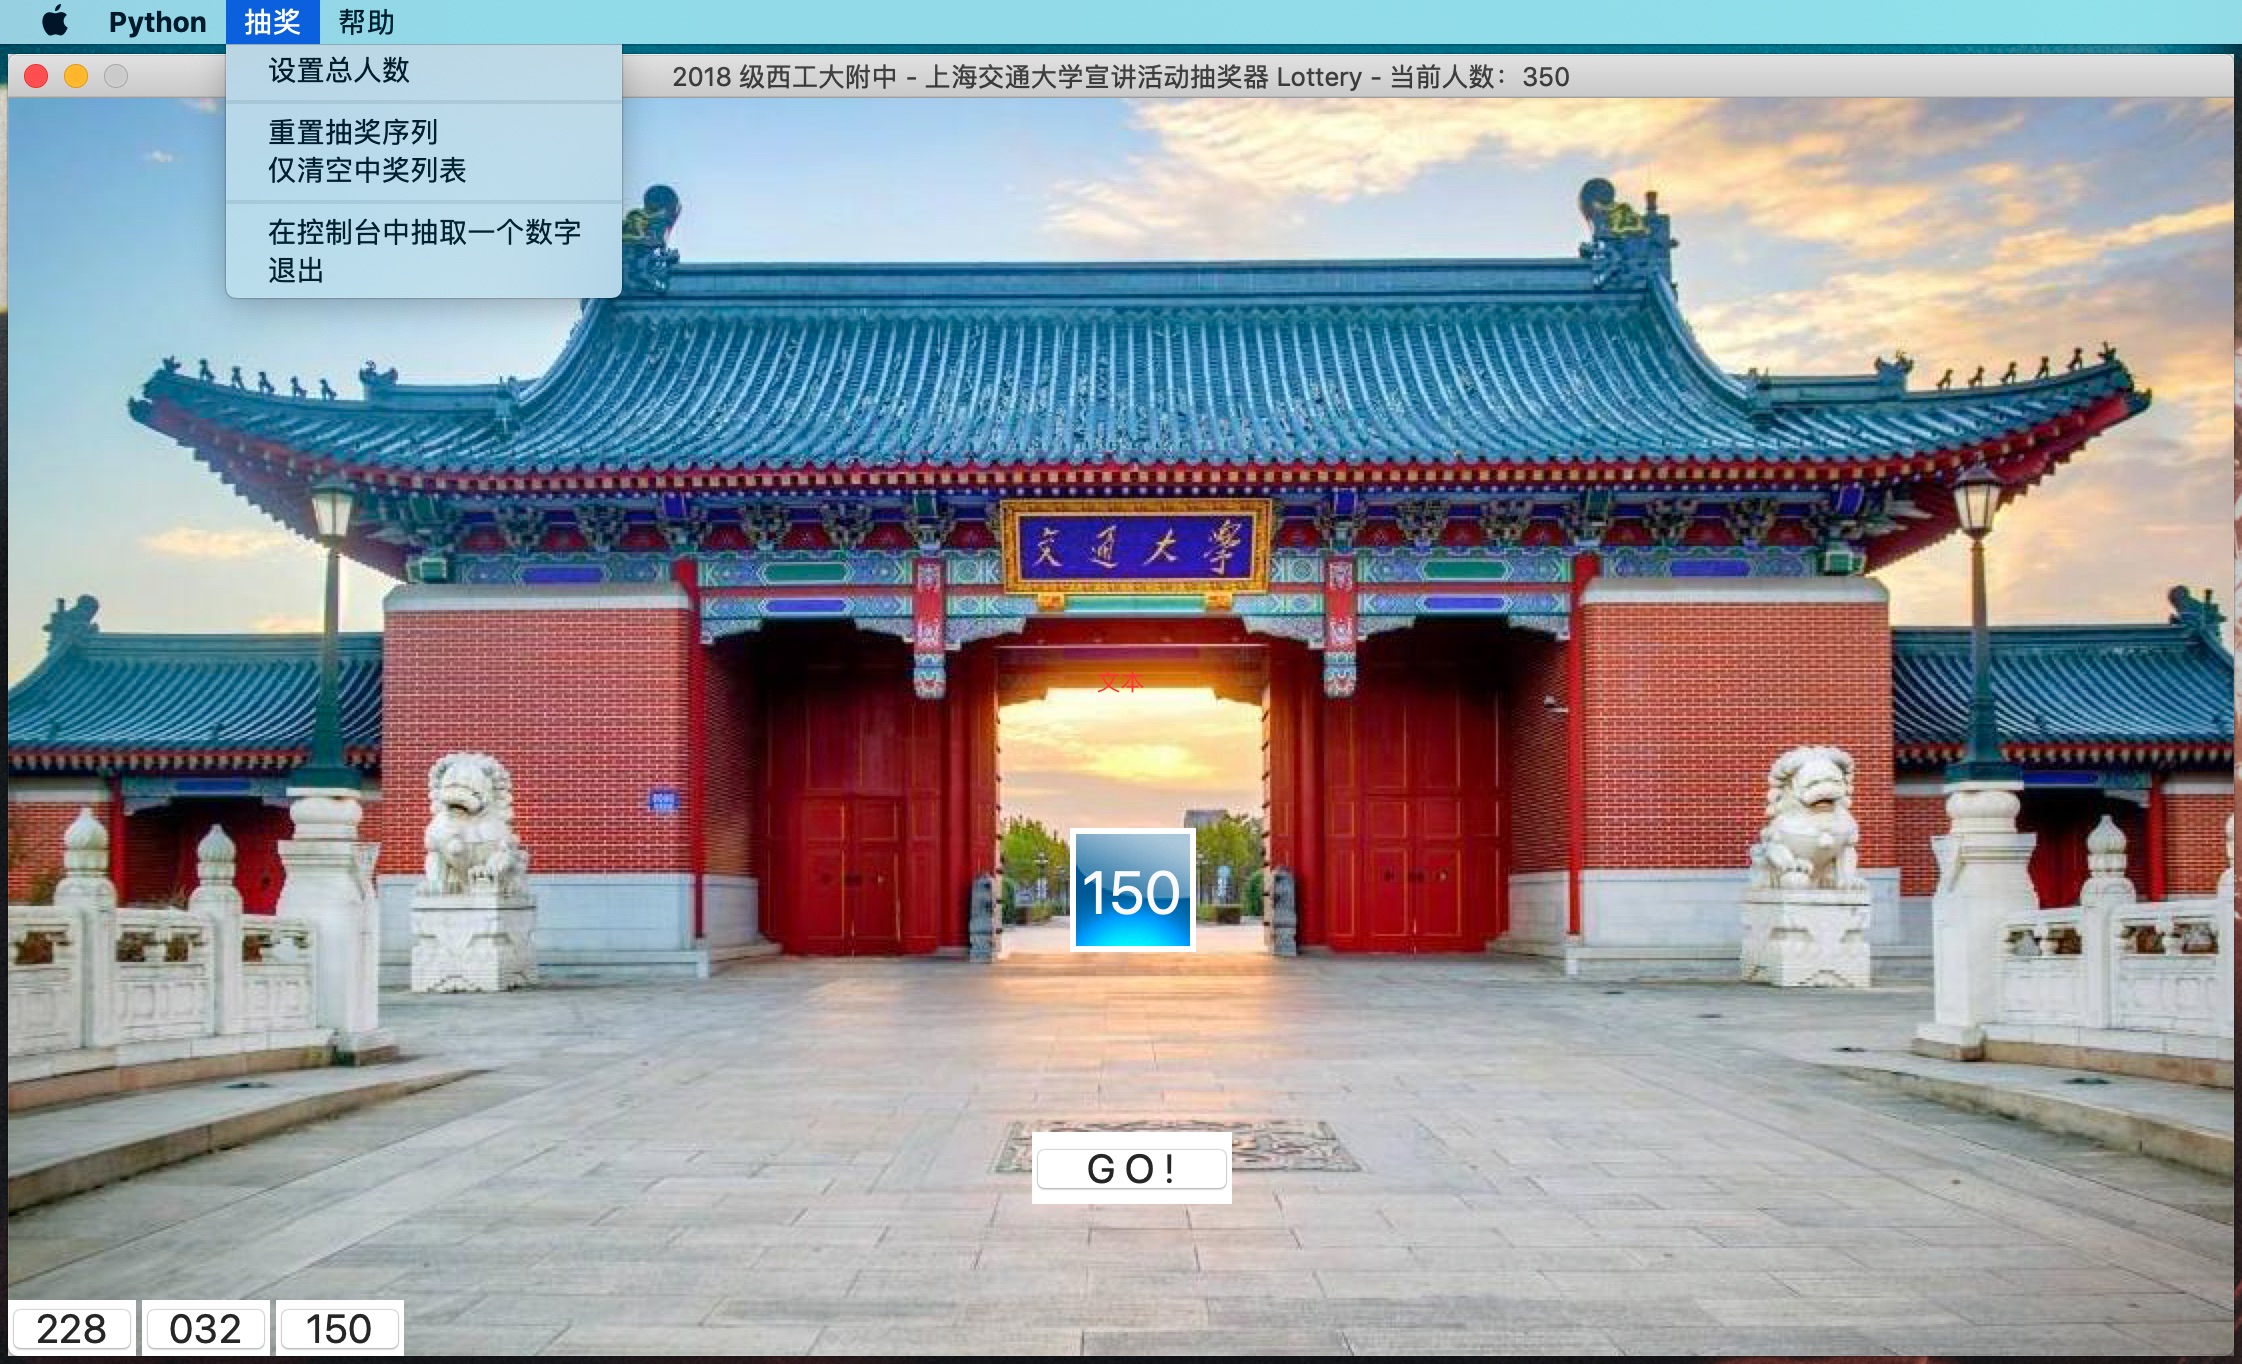 Python 抽奖 帮助
设置总人数
重置抽奖序列
仅清空中奖列表
在控制台中抽取一个数字
退出
2018 级西工大附中 - 上海交通大学宣讲活动抽奖器 Lottery - 当前人数：350
交通大學
文本
150
GO!
228 032 150